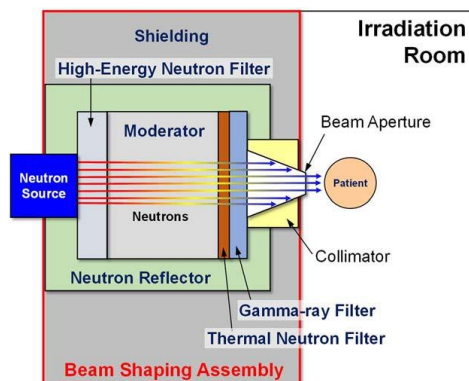 Shielding
Irradiation
Room
High-Energy Neutron Filter
Moderator
Beam Aperture
Neutron
Source
Patient
Neutrons
Collimator
Neutron Reflector
Gamma-ray Filter
Thermal Neutron Filter
Beam Shaping Assembly